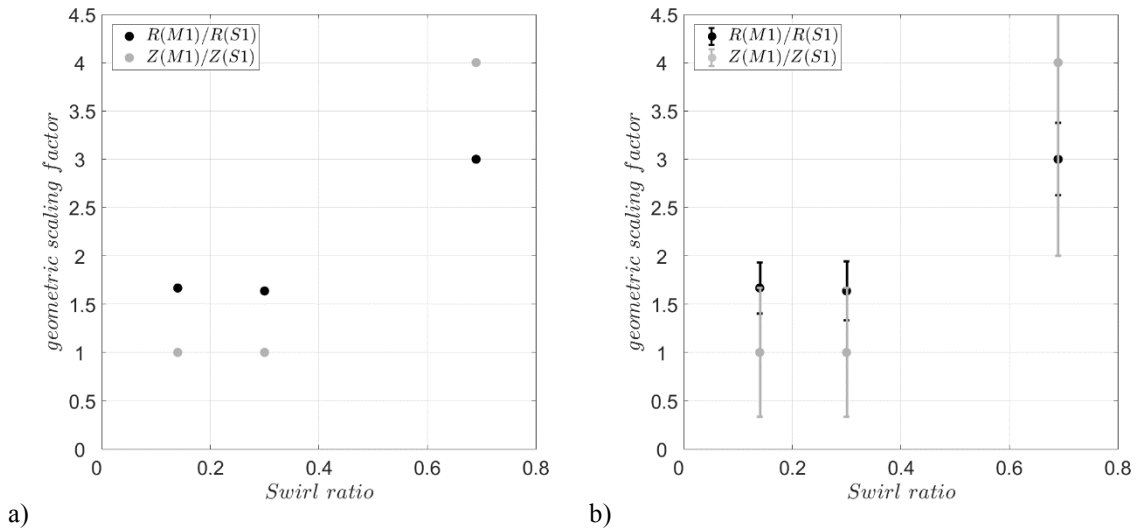 4.5
4
3.5
3
2.5
2
1.5
1
0.5
0
geometric scaling factor
R(M1)/R(S1)
Z(M1)/Z(S1)
0 0.2 0.4 0.6 0.8
Swirl ratio
a)
4.5
4
3.5
3
2.5
2
1.5
1
0.5
0
geometric scaling factor
R(M1)/R(S1)
Z(M1)/Z(S1)
0 0.2 0.4 0.6 0.8
Swirl ratio
b)